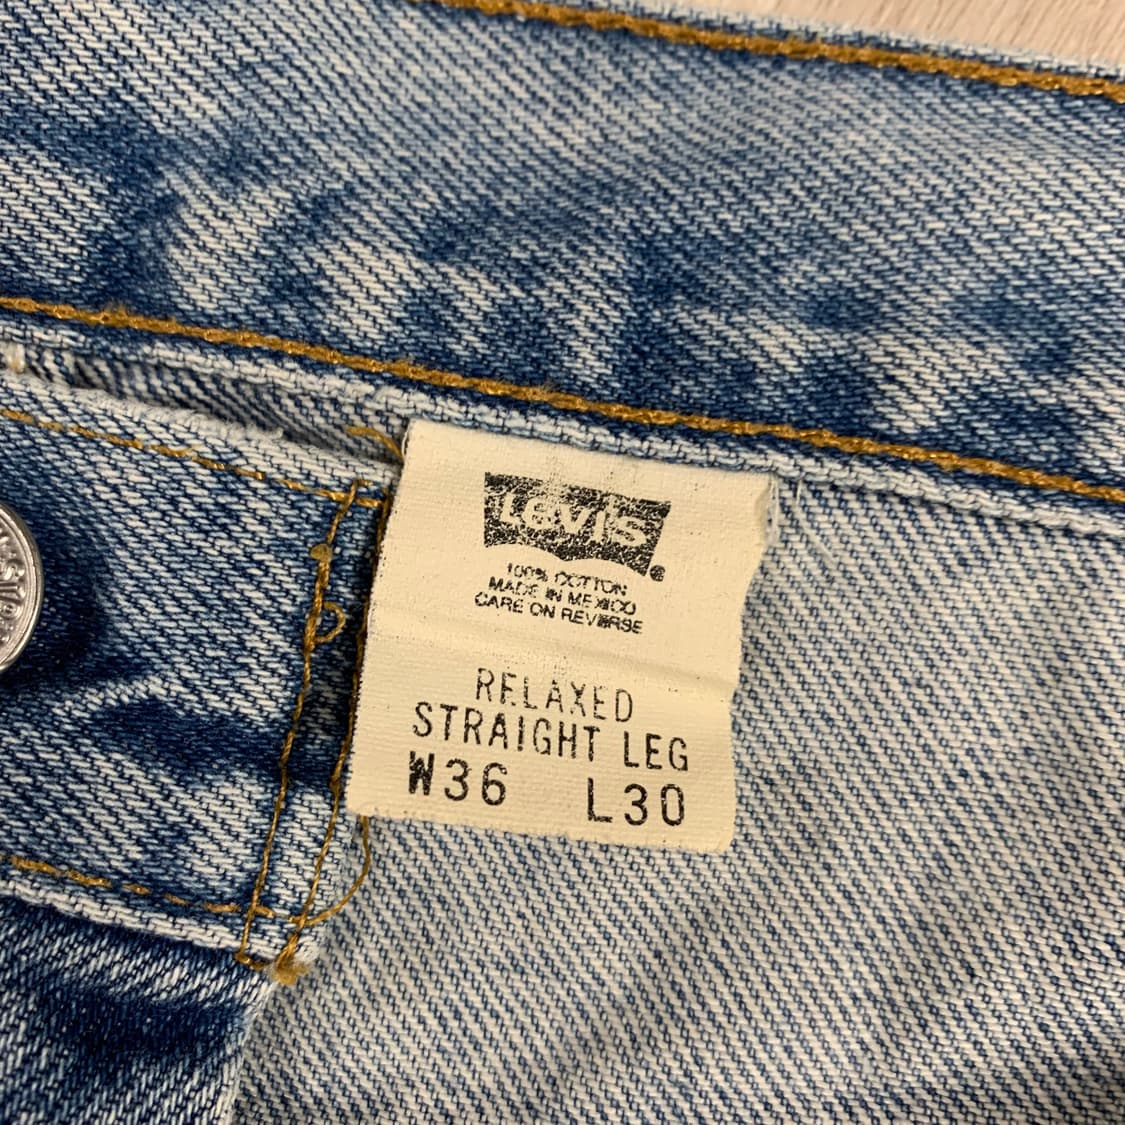 Levi's
100% COTTON
MADE IN MEXICO
CARE ON REVERSE
RELAXED
STRAIGHT LEG
W36 L30